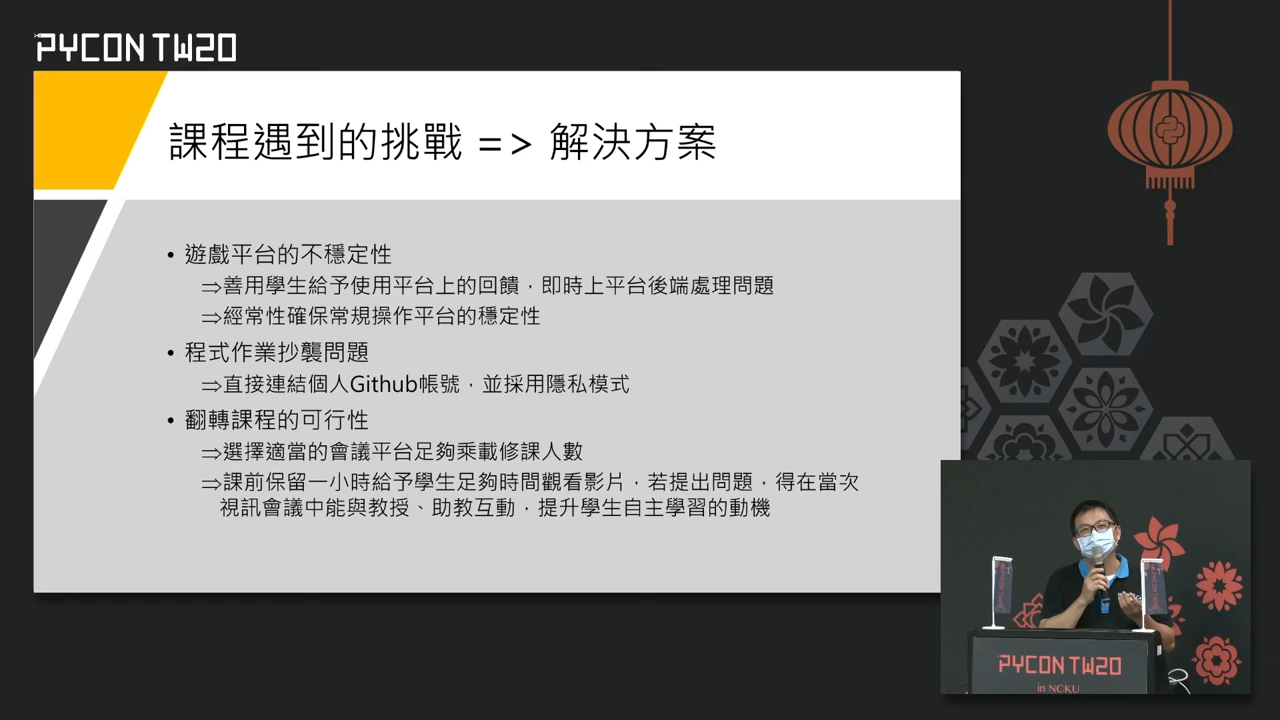 PYCON TW20
課程遇到的挑戰 => 解決方案
• 遊戲平台的不穩定性
⇒善用學生給予使用平台上的回饋，即時上平台後端處理問題
⇒經常性確保常規操作平台的穩定性
• 程式作業抄襲問題
⇒直接連結個人Github帳號，並採用隱私模式
• 翻轉課程的可行性
⇒選擇適當的會議平台足夠乘載修課人數
⇒課前保留一小時給予學生足夠時間觀看影片，若提出問題，得在當次
視訊會議中能與教授、助教互動，提升學生自主學習的動機
PYCON TW20
in NCKU